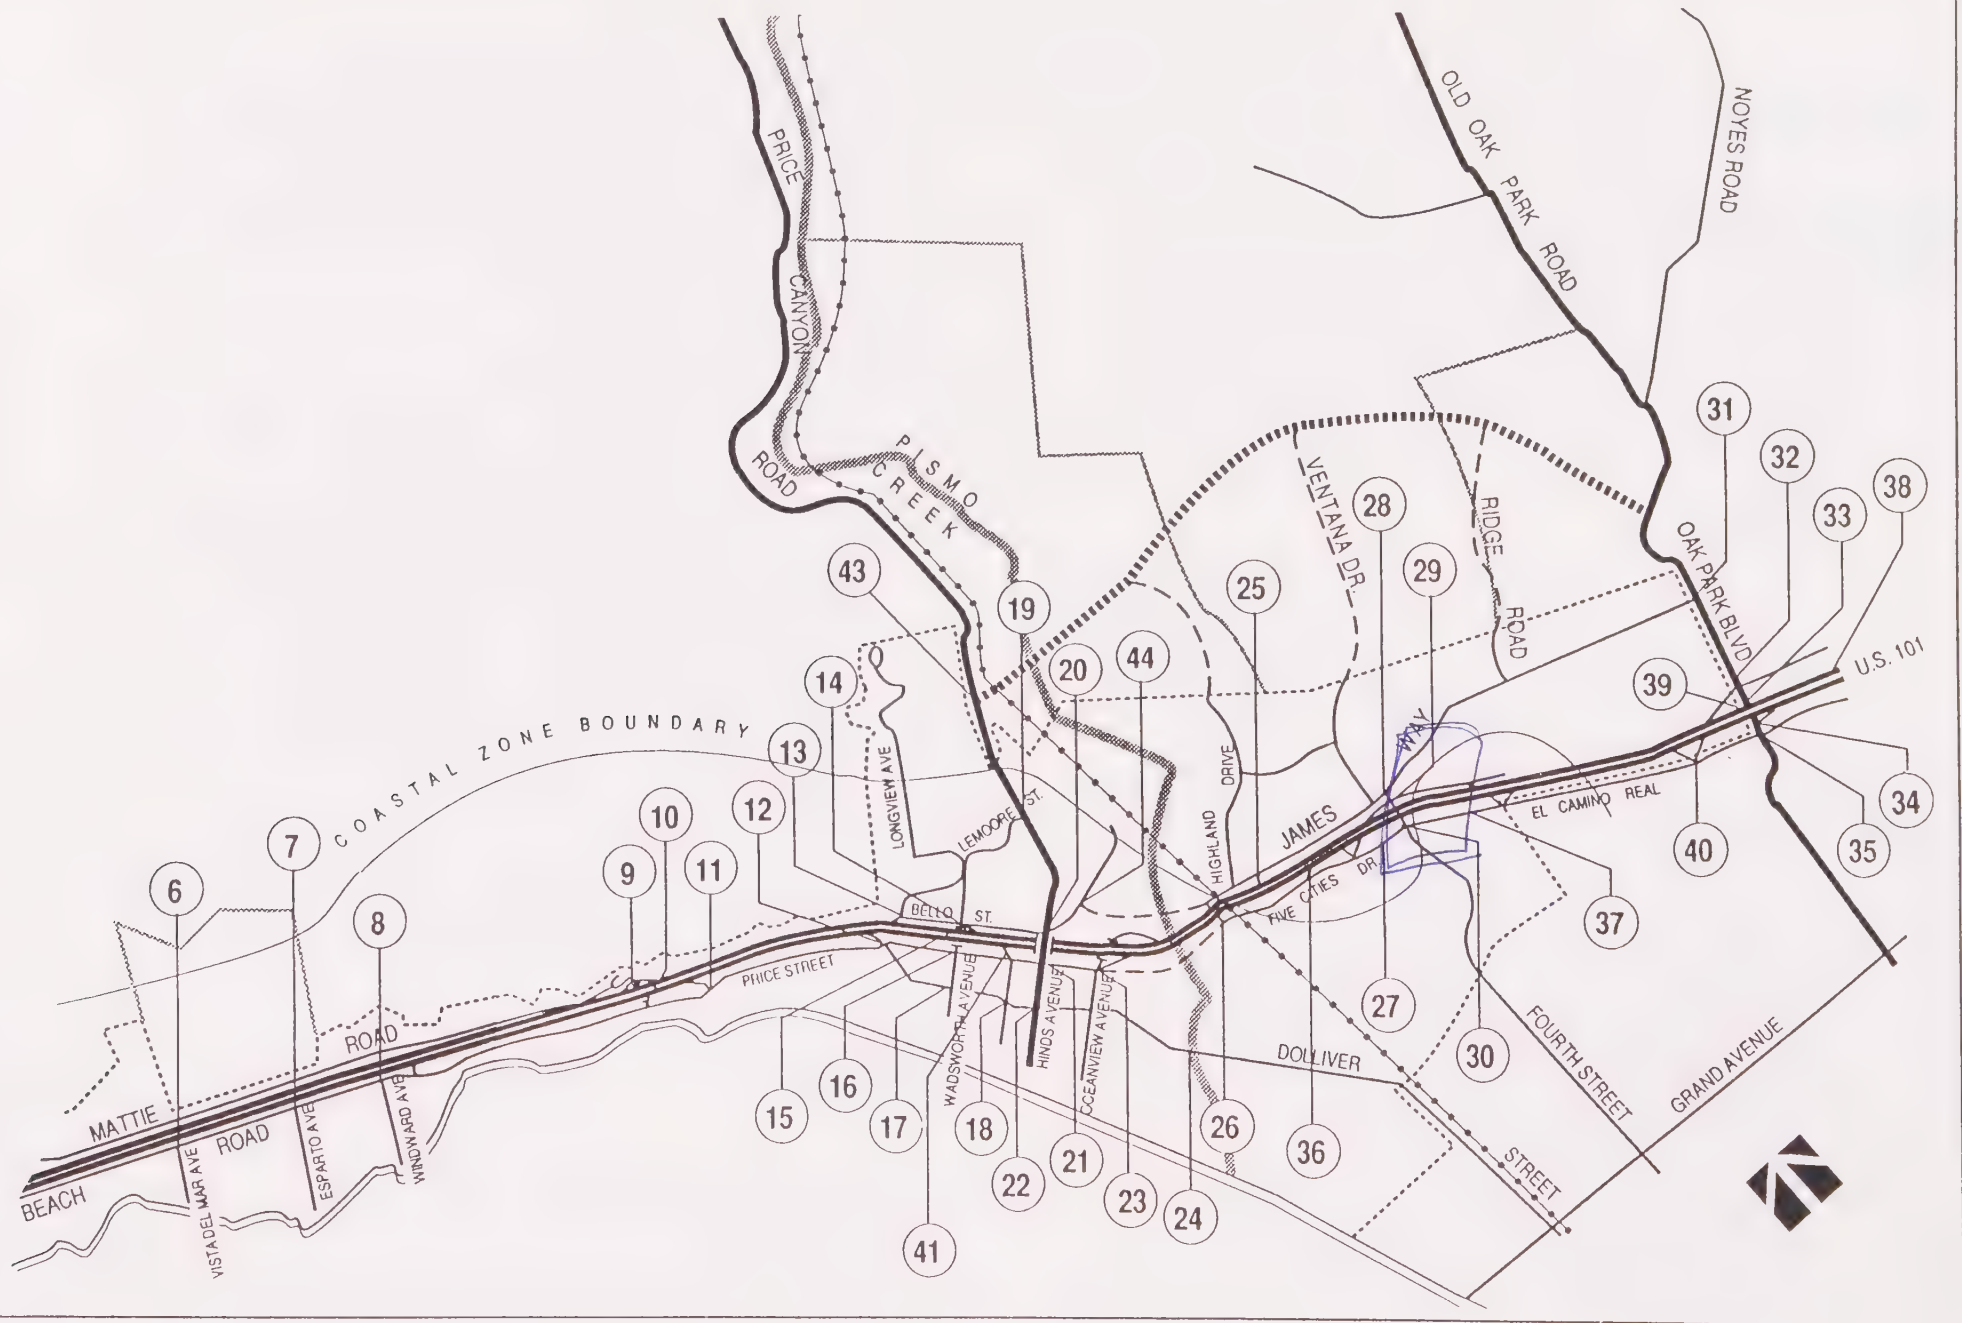 OLD OAK PARK ROAD
NOYES ROAD
PRICE CANYON ROAD
PISMO
CREEK
VENTANA DR.
RIDGE ROAD
OAK PARK BLVD
31
32
33
38
28
29
25
43
19
20
44
14
13
12
10
9
11
7
6
8
39
U.S. 101
COASTAL ZONE BOUNDARY
LONGVIEW AVE
LEMOORE ST.
HIGHLAND DRIVE
JAMES WAY
EL CAMINO REAL
FIVE CITIES DR.
BELLO ST.
PRICE STREET
WADSWORTH AVENUE
HINDS AVENUE
OCEANVIEW AVENUE
DOLLIVER STREET
FOURTH STREET
GRAND AVENUE
34
35
40
37
27
30
36
26
24
23
21
22
18
17
16
15
41
MATTIE ROAD
BEACH ROAD
VISTA DEL MAR AVE
ESPARTO AVE
WINDWARD AVE